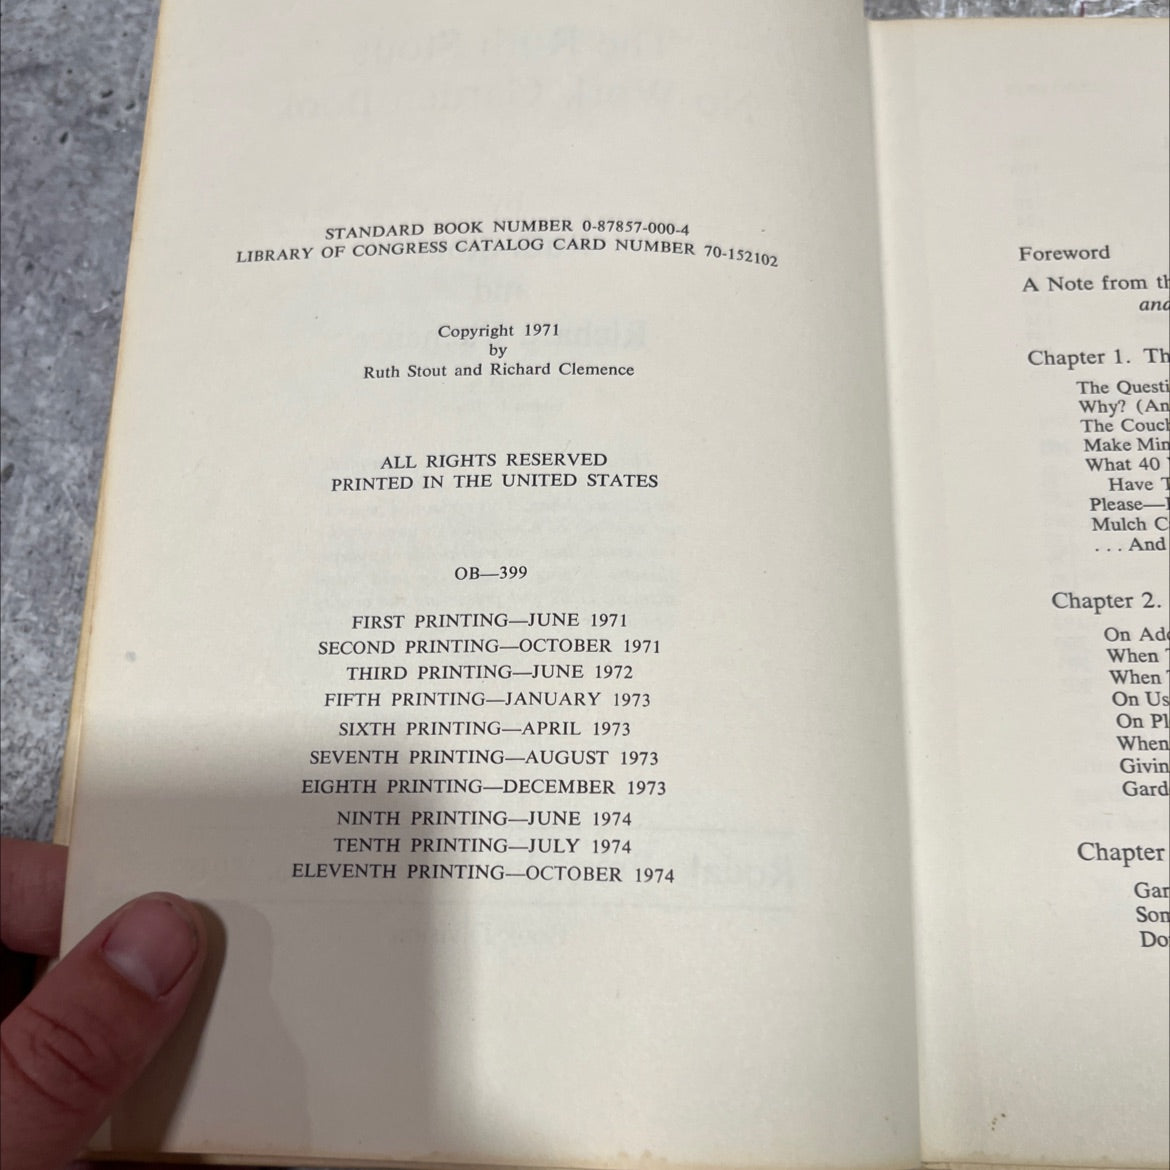 STANDARD BOOK NUMBER 0-87857-000-4
LIBRARY OF CONGRESS CATALOG CARD NUMBER 70-152102
Copyright 1971
by
Ruth Stout and Richard Clemence
ALL RIGHTS RESERVED
PRINTED IN THE UNITED STATES
OB—399
FIRST PRINTING—JUNE 1971
SECOND PRINTING—OCTOBER 1971
THIRD PRINTING—JUNE 1972
FIFTH PRINTING—JANUARY 1973
SIXTH PRINTING—APRIL 1973
SEVENTH PRINTING—AUGUST 1973
EIGHTH PRINTING—DECEMBER 1973
NINTH PRINTING—JUNE 1974
TENTH PRINTING—JULY 1974
ELEVENTH PRINTING—OCTOBER 1974
Foreword
A Note from
and
Chapter 1. Th
The Questi
Why? (An
The Couch
Make Min
What 40
Have
Please—
Mulch C
. . . And
Chapter 2.
On Ad
When
When
On Us
On Pl
When
Givin
Gard
Chapter
Gar
Som
Do